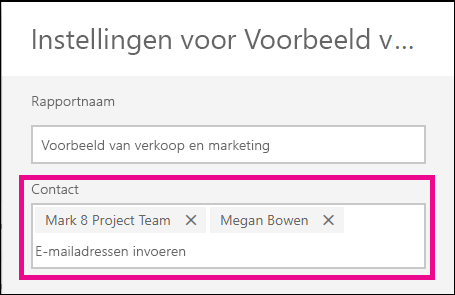 Instellingen voor Voorbeeld v...
Rapportnaam
Voorbeeld van verkoop en marketing
Contact
Mark 8 Project Team × Megan Bowen ×
E-mailadressen invoeren